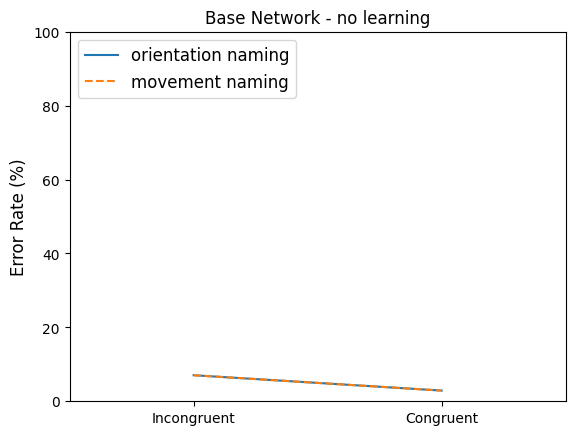 Base Network - no learning
orientation naming
movement naming
Error Rate (%)
100
80
60
40
20
0
Incongruent
Congruent